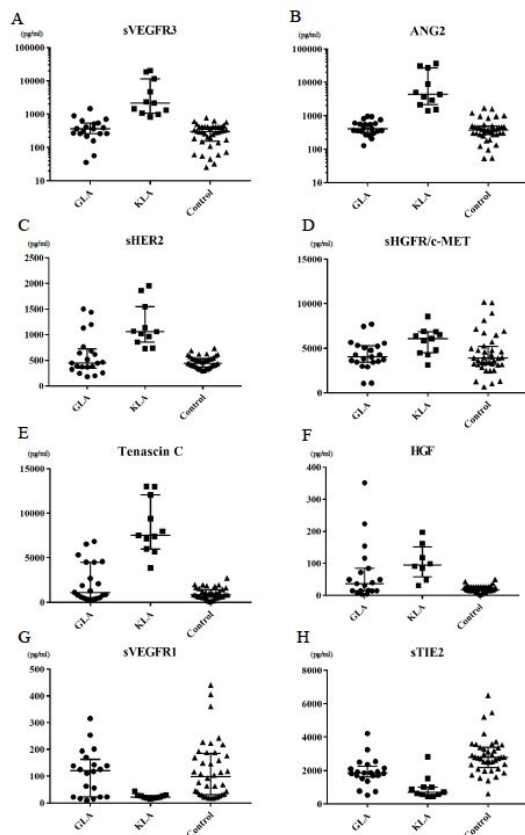 A
sVEGFR3
(pg/ml)
100000
10000
1000
100
10
GLA
KLA
Control
B
ANG2
(pg/ml)
100000
10000
1000
100
10
GLA
KLA
Control
C
sHER2
(pg/ml)
2500
2000
1500
1000
500
0
GLA
KLA
Control
D
sHGFR/c-MET
(pg/ml)
15000
10000
5000
0
GLA
KLA
Control
E
Tenascin C
(pg/ml)
15000
10000
5000
0
GLA
KLA
Control
F
HGF
(pg/ml)
400
300
200
100
0
GLA
KLA
Control
G
sVEGFR1
(pg/ml)
500
400
300
200
100
0
GLA
KLA
Control
H
sTIE2
(pg/ml)
8000
6000
4000
2000
0
GLA
KLA
Control